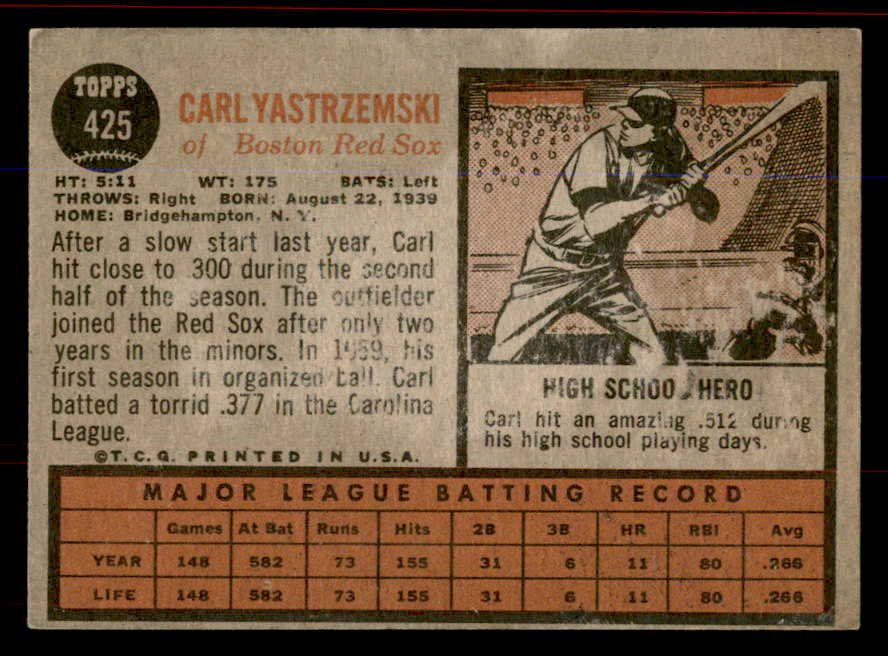 TOPPS
425
CARL YASTRZEMSKI
of Boston Red Sox
HT: 5:11 WT: 175 BATS: Left
THROWS: Right BORN: August 22, 1939
HOME: Bridgehampton, N. Y.
After a slow start last year, Carl
hit close to .300 during the second
half of the season. The outfielder
joined the Red Sox after only two
years in the minors. In 1959, his
first season in organized ball. Carl
batted a torrid .377 in the Carolina
League.
©T. C. G. PRINTED IN U.S.A.
HIGH SCHOOL HERO
Carl hit an amazing .512 during
his high school playing days.
MAJOR LEAGUE BATTING RECORD
Games At Bat Runs Hits 2B 3B HR RBI Avg
YEAR 148 582 73 155 31 6 11 80 .266
LIFE 148 582 73 155 31 6 11 80 .266